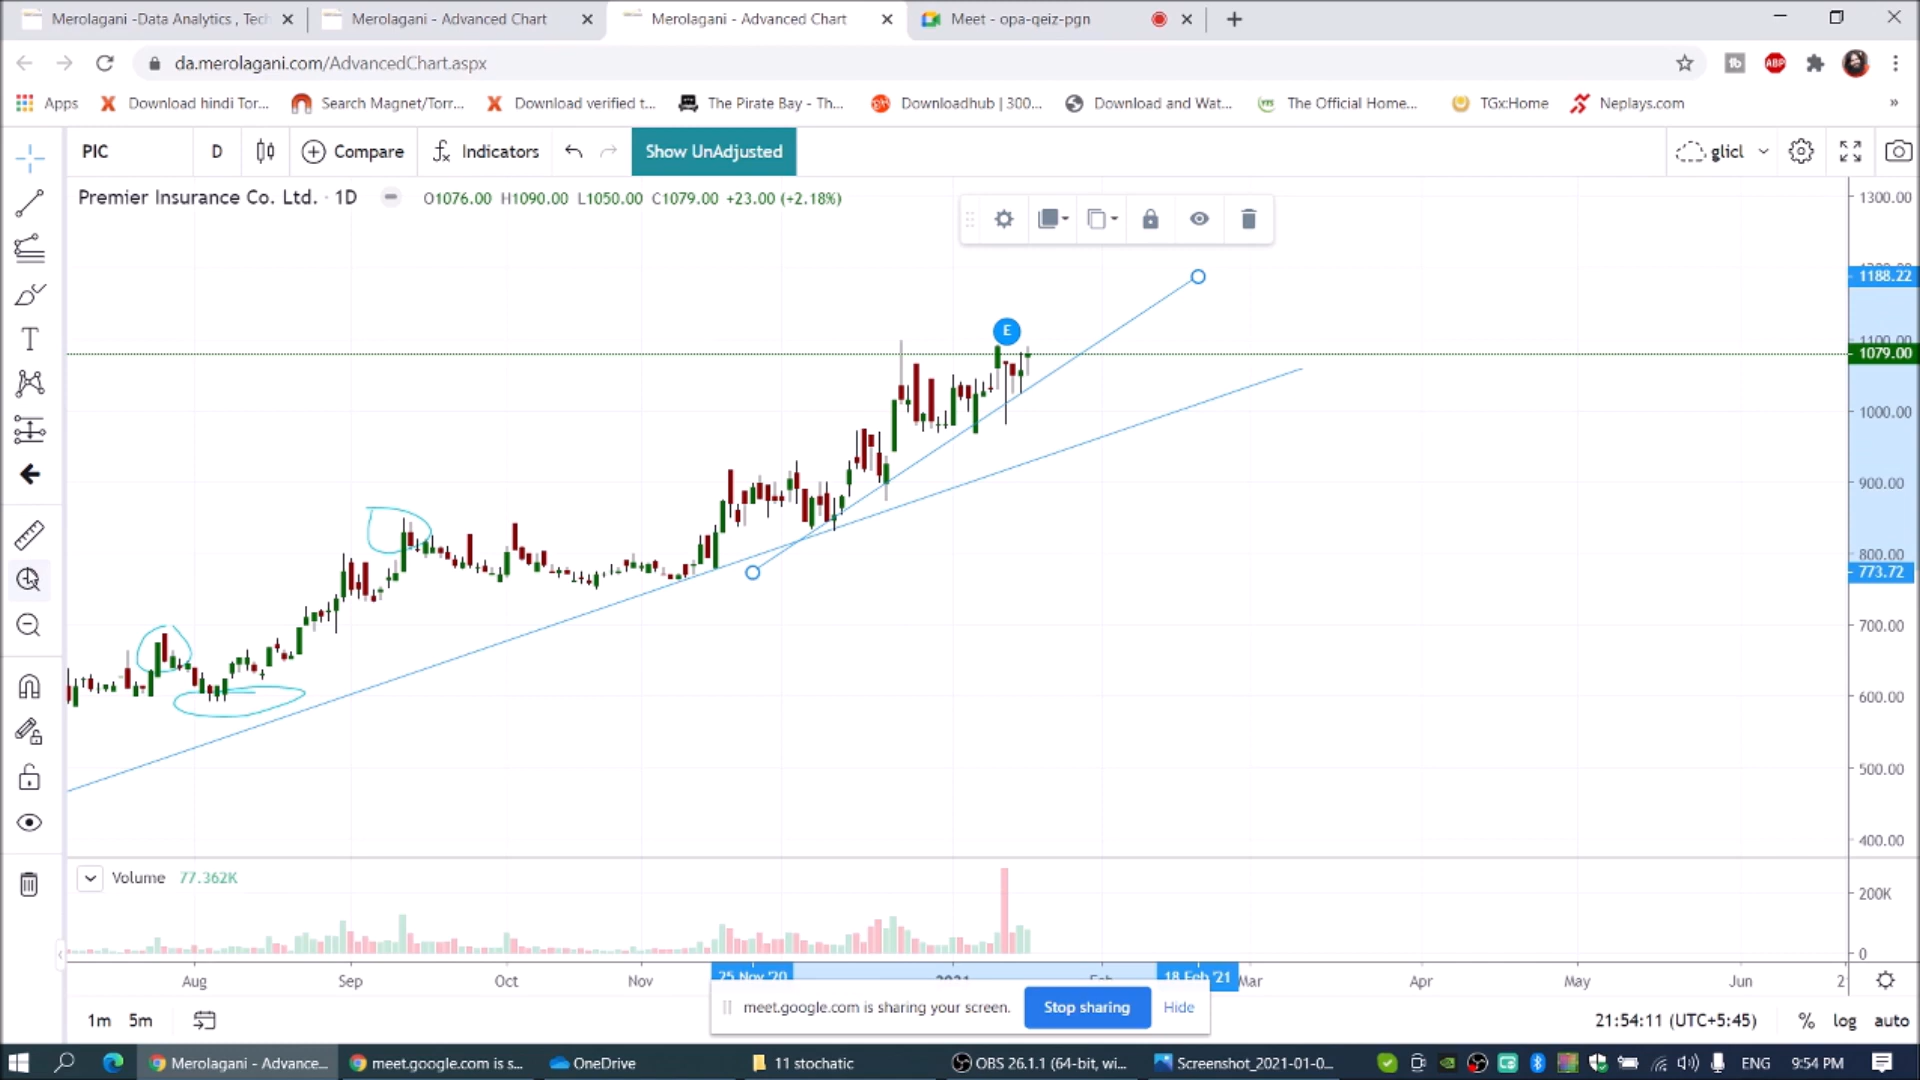 Merolagani -Data Analytics , Tech
Merolagani - Advanced Chart
Merolagani - Advanced Chart
Meet - opa-qeiz-pgn
da.merolagani.com/AdvancedChart.aspx
Apps
Download hindi Tor...
Search Magnet/Torr...
Download verified t...
The Pirate Bay - Th...
Downloadhub | 300...
Download and Wat...
The Official Home...
TGx:Home
Neplays.com
»
PIC
D
Compare
Indicators
Show UnAdjusted
glicl
Premier Insurance Co. Ltd. · 1D
O1076.00 H1090.00 L1050.00 C1079.00 +23.00 (+2.18%)
E
1300.00
1188.22
1079.00
1000.00
900.00
800.00
773.72
700.00
600.00
500.00
400.00
Volume 77.362K
200K
0
Aug
Sep
Oct
Nov
25 Nov '20
2021
Feb
18 Feb '21
Mar
Apr
May
Jun
2
meet.google.com is sharing your screen.
Stop sharing
Hide
1m
5m
21:54:11 (UTC+5:45)
%
log
auto
Merolagani - Advance...
meet.google.com is s...
OneDrive
11 stochatic
OBS 26.1.1 (64-bit, wi...
Screenshot_2021-01-0...
ENG
9:54 PM